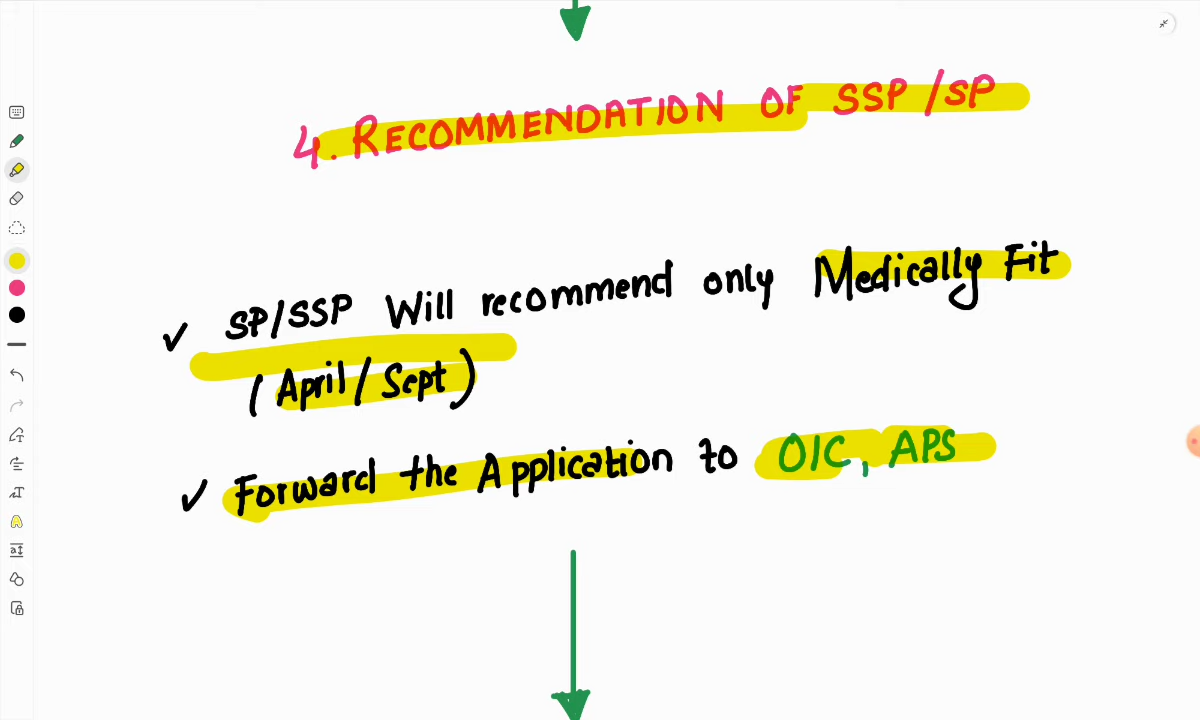 4. RECOMMENDATION OF SSP/SP
✓ SP/SSP Will recommend only Medically Fit
(April/Sept)
✓ Forward the Application to OIC, APS